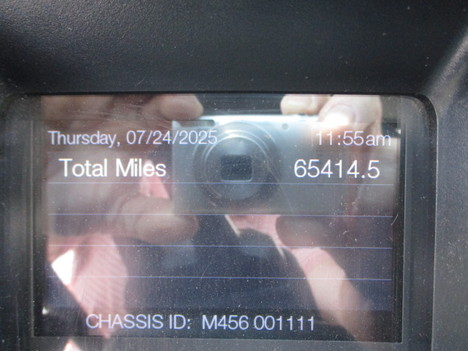 Thursday, 07/24/2025 11:55am
Total Miles 65414.5
CHASSIS ID: M456 001111